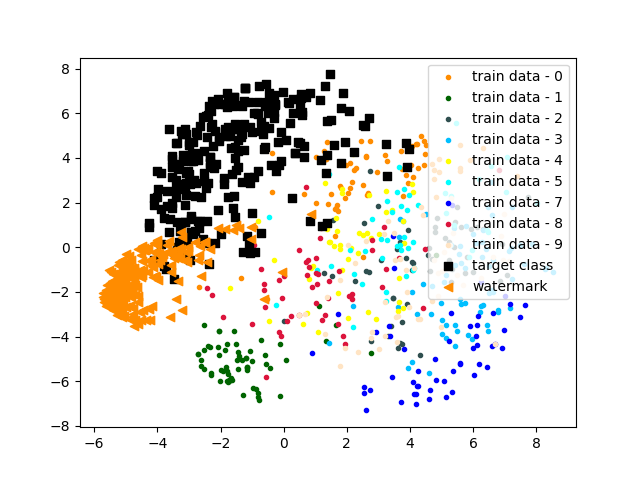 8
6
4
2
0
−2
−4
−6
−8
−6
−4
−2
0
2
4
6
8
train data - 0
train data - 1
train data - 2
train data - 3
train data - 4
train data - 5
train data - 7
train data - 8
train data - 9
target class
watermark